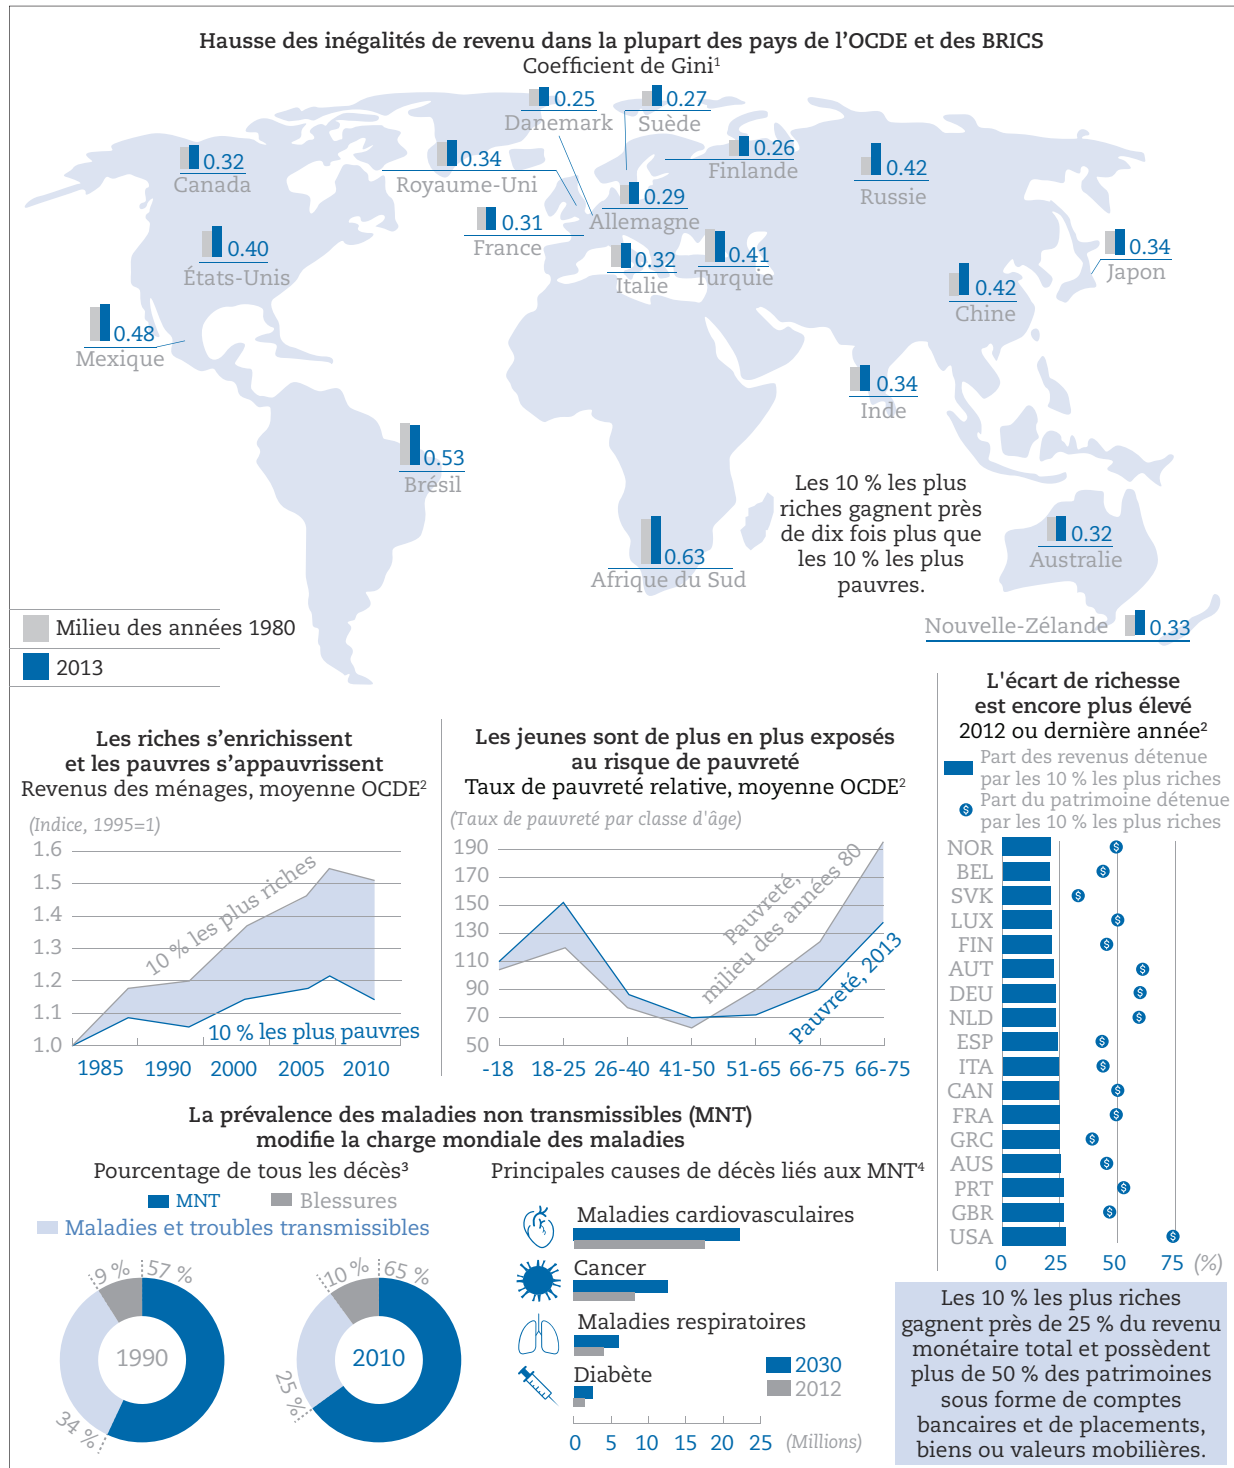 Hausse des inégalités de revenu dans la plupart des pays de l’OCDE et des BRICS
Coefficient de Gini¹
0.25
Danemark
0.27
Suède
0.32
Canada
0.34
Royaume-Uni
0.26
Finlande
0.42
Russie
0.29
Allemagne
0.31
France
0.40
États-Unis
0.32
Italie
0.41
Turquie
0.34
Japon
0.42
Chine
0.48
Mexique
0.34
Inde
0.53
Brésil
0.63
Afrique du Sud
Les 10 % les plus
riches gagnent près
de dix fois plus que
les 10 % les plus
pauvres.
0.32
Australie
Nouvelle-Zélande 0.33
Milieu des années 1980
2013
Les riches s’enrichissent
et les pauvres s’appauvrissent
Revenus des ménages, moyenne OCDE²
(Indice, 1995=1)
1.6
1.5
1.4
1.3
1.2
1.1
1.0
10 % les plus riches
10 % les plus pauvres
1985 1990 2000 2005 2010
Les jeunes sont de plus en plus exposés
au risque de pauvreté
Taux de pauvreté relative, moyenne OCDE²
(Taux de pauvreté par classe d'âge)
190
170
150
130
110
90
70
50
Pauvreté,
milieu des années 80
Pauvreté, 2013
-18 18-25 26-40 41-50 51-65 66-75 66-75
L'écart de richesse
est encore plus élevé
2012 ou dernière année²
Part des revenus détenue
par les 10 % les plus riches
$ Part du patrimoine détenue
par les 10 % les plus riches
NOR $
BEL $
SVK $
LUX $
FIN $
AUT $
DEU $
NLD $
ESP $
ITA $
CAN $
FRA $
GRC $
AUS $
PRT $
GBR $
USA $
0 25 50 75 (%)
Les 10 % les plus riches
gagnent près de 25 % du revenu
monétaire total et possèdent
plus de 50 % des patrimoines
sous forme de comptes
bancaires et de placements,
biens ou valeurs mobilières.
La prévalence des maladies non transmissibles (MNT)
modifie la charge mondiale des maladies
Pourcentage de tous les décès³
MNT Blessures
Maladies et troubles transmissibles
9 % 57 %
1990
34 %
10 % 65 %
2010
25 %
Principales causes de décès liés aux MNT⁴
Maladies cardiovasculaires
Cancer
Maladies respiratoires
Diabète
2030
2012
0 5 10 15 20 25 (Millions)